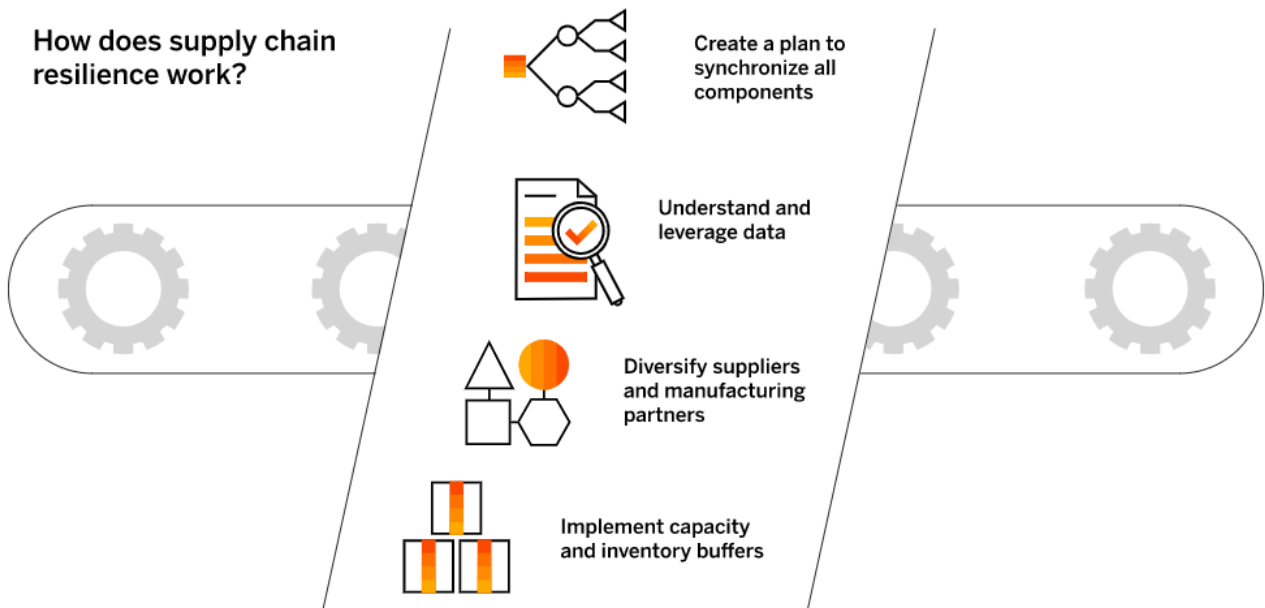 How does supply chain
resilience work?
Create a plan to
synchronize all
components
Understand and
leverage data
Diversify suppliers
and manufacturing
partners
Implement capacity
and inventory buffers